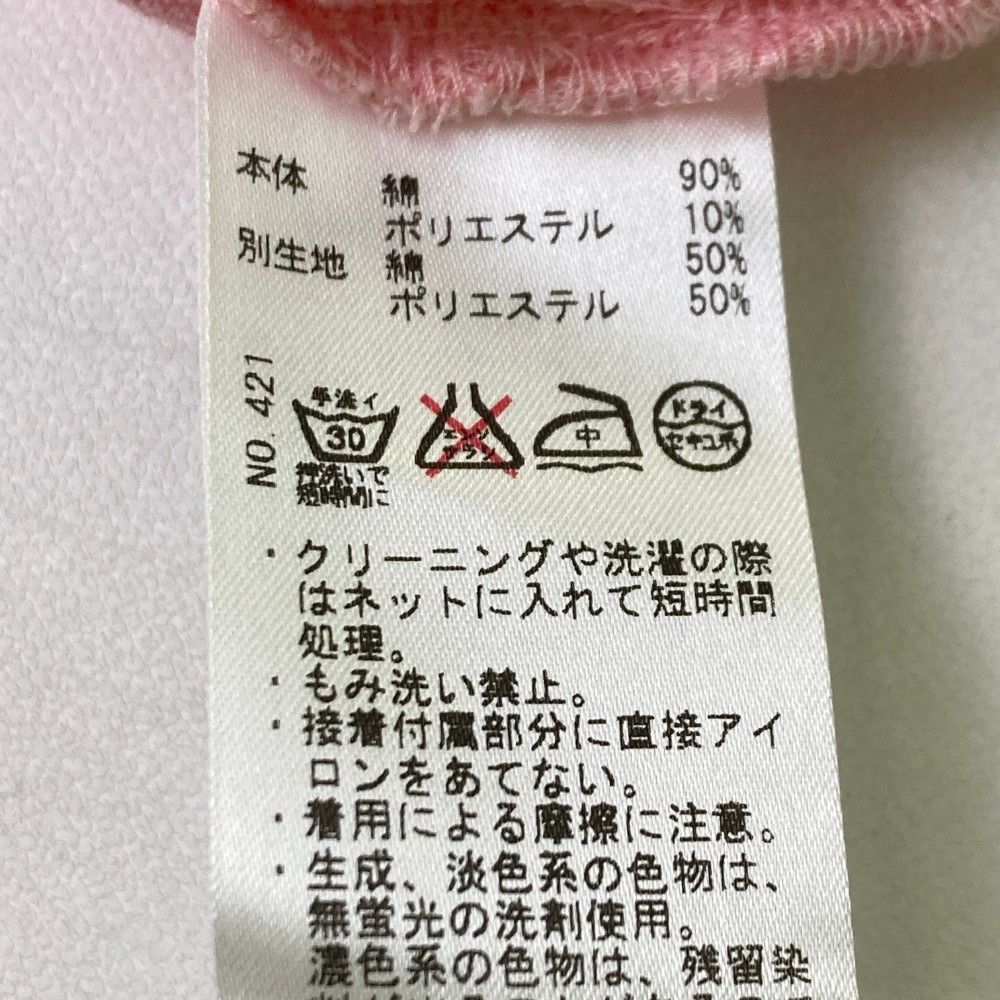 本体 綿 90%
ポリエステル 10%
別生地 綿 50%
ポリエステル 50%
NO. 421
手洗イ
30
押洗いで
短時間に
エンソ
サラシ
中
ドライ
セキユ系
・クリーニングや洗濯の際
はネットに入れて短時間
処理。
・もみ洗い禁止。
・接着付属部分に直接アイ
ロンをあてない。
・着用による摩擦に注意。
・生成、淡色系の色物は、
無蛍光の洗剤使用。
濃色系の色物は、残留染